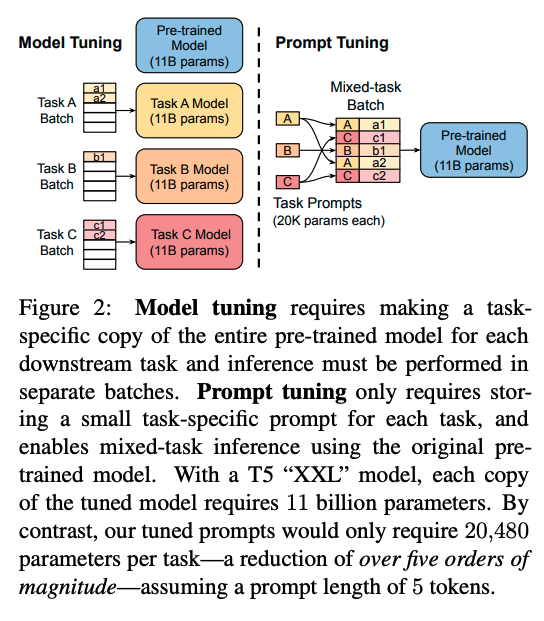 Model Tuning
Pre-trained
Model
(11B params)
Task A
Batch
a1
a2
Task A Model
(11B params)
Task B
Batch
b1
Task B Model
(11B params)
Task C
Batch
c1
c2
Task C Model
(11B params)
Prompt Tuning
Mixed-task
Batch
A
B
C
Task Prompts
(20K params each)
A a1
C c1
B b1
A a2
C c2
Pre-trained
Model
(11B params)
Figure 2: Model tuning requires making a task-
specific copy of the entire pre-trained model for each
downstream task and inference must be performed in
separate batches. Prompt tuning only requires stor-
ing a small task-specific prompt for each task, and
enables mixed-task inference using the original pre-
trained model. With a T5 “XXL” model, each copy
of the tuned model requires 11 billion parameters. By
contrast, our tuned prompts would only require 20,480
parameters per task—a reduction of over five orders of
magnitude—assuming a prompt length of 5 tokens.